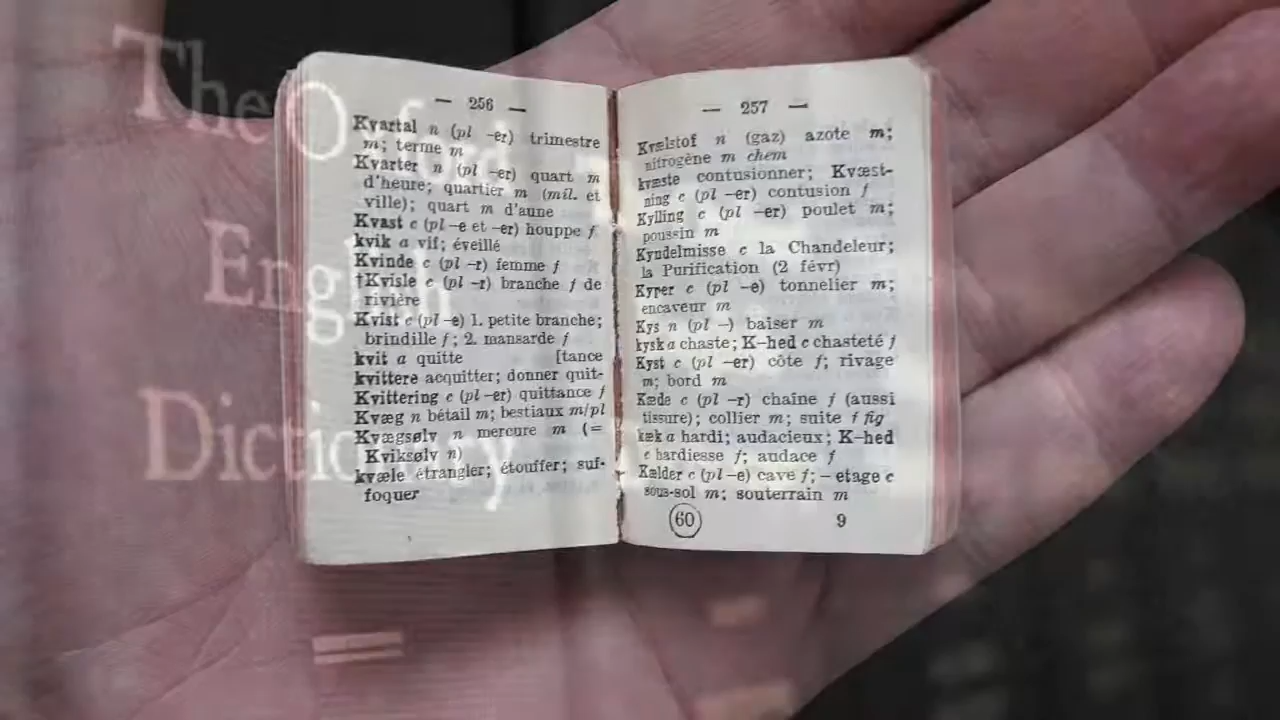 The Oxford
English
Dictionary
— 256 —
Kvartal n (pl -er) trimestre
m; terme m
Kvarter n (pl -er) quart m
d'heure; quartier m (mil. et
ville); quart m d'aune
Kvast c (pl -e et -er) houppe f
kvik a vif; éveillé
Kvinde c (pl -r) femme f
†Kvisle c (pl -r) branche f de
rivière
Kvist c (pl -e) 1. petite branche;
brindille f; 2. mansarde f
kvit a quitte [tance
kvittere acquitter; donner quit-
Kvittering c (pl -er) quittance f
Kvæg n bétail m; bestiaux m/pl
Kvægsølv n mercure m (=
Kviksølv n)
kvæle étrangler; étouffer; suf-
foquer
— 257 —
Kvælstof n (gaz) azote m;
nitrogène m chem
kvæste contusionner; Kvæst-
ning c (pl -er) contusion f
Kylling c (pl -er) poulet m;
poussin m
Kyndelmisse c la Chandeleur;
la Purification (2 févr)
Kyper c (pl -e) tonnelier m;
encaveur m
Kys n (pl -) baiser m
kysk a chaste; K-hed c chasteté f
Kyst c (pl -er) côte f; rivage
m; bord m
Kæde c (pl -r) chaîne f (aussi
tissure); collier m; suite f fig
kæk a hardi; audacieux; K-hed
c hardiesse f; audace f
Kælder c (pl -e) cave f; - etage c
sous-sol m; souterrain m
60 9